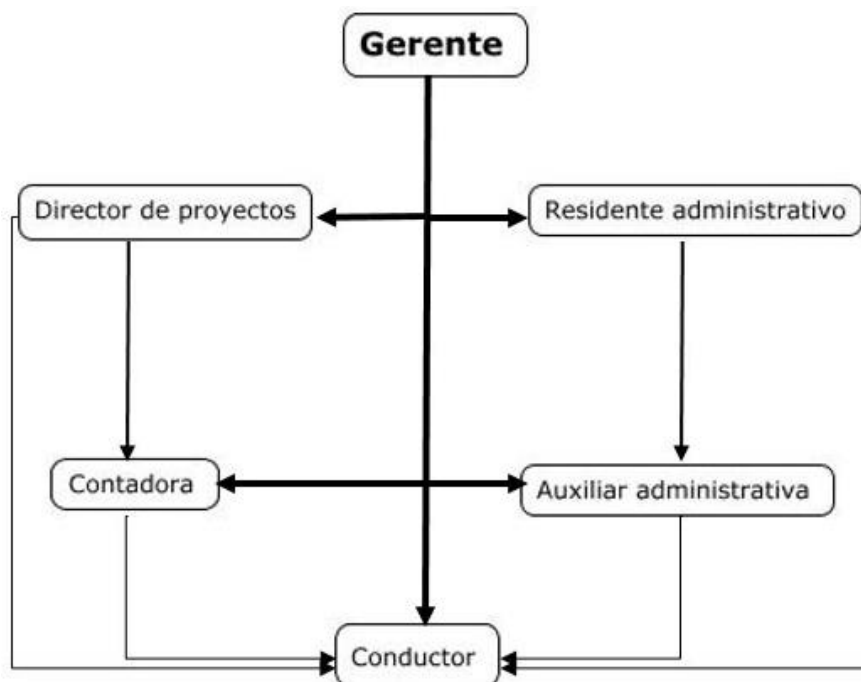 Gerente
Director de proyectos
Residente administrativo
Contadora
Auxiliar administrativa
Conductor